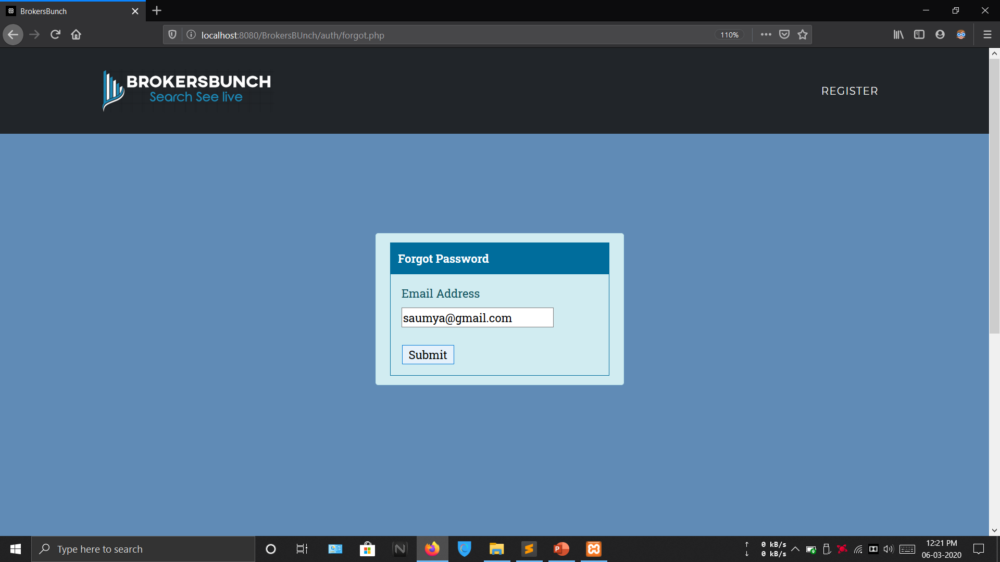 BrokersBunch
localhost:8080/BrokersBUnch/auth/forgot.php
110%
BROKERSBUNCH
Search See live
REGISTER
Forgot Password
Email Address
saumya@gmail.com
Submit
Type here to search
0 kB/s
0 kB/s
12:21 PM
06-03-2020